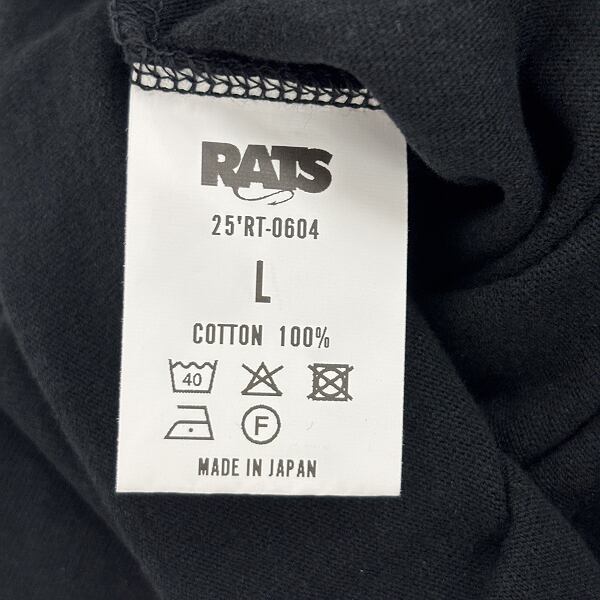 RATS
25'RT-0604
L
COTTON 100%
40
F
MADE IN JAPAN